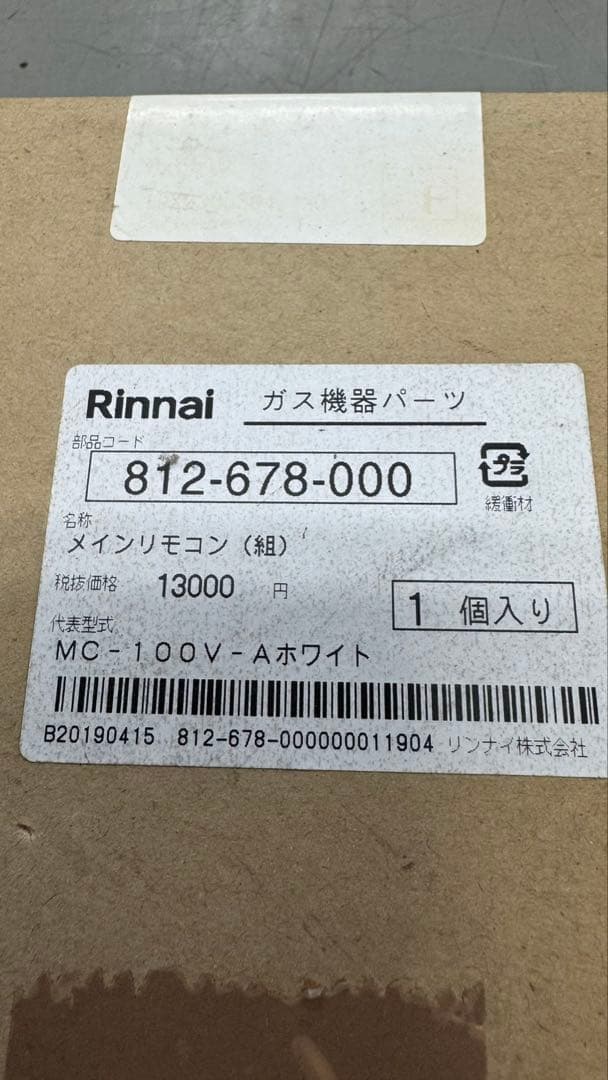 Rinnai ガス機器パーツ
部品コード
812-678-000
プラ
緩衝材
名称
メインリモコン（組）
税抜価格 13000 円
1 個入り
代表型式
MC-100V-Aホワイト
B20190415 812-678-000000011904 リンナイ株式会社